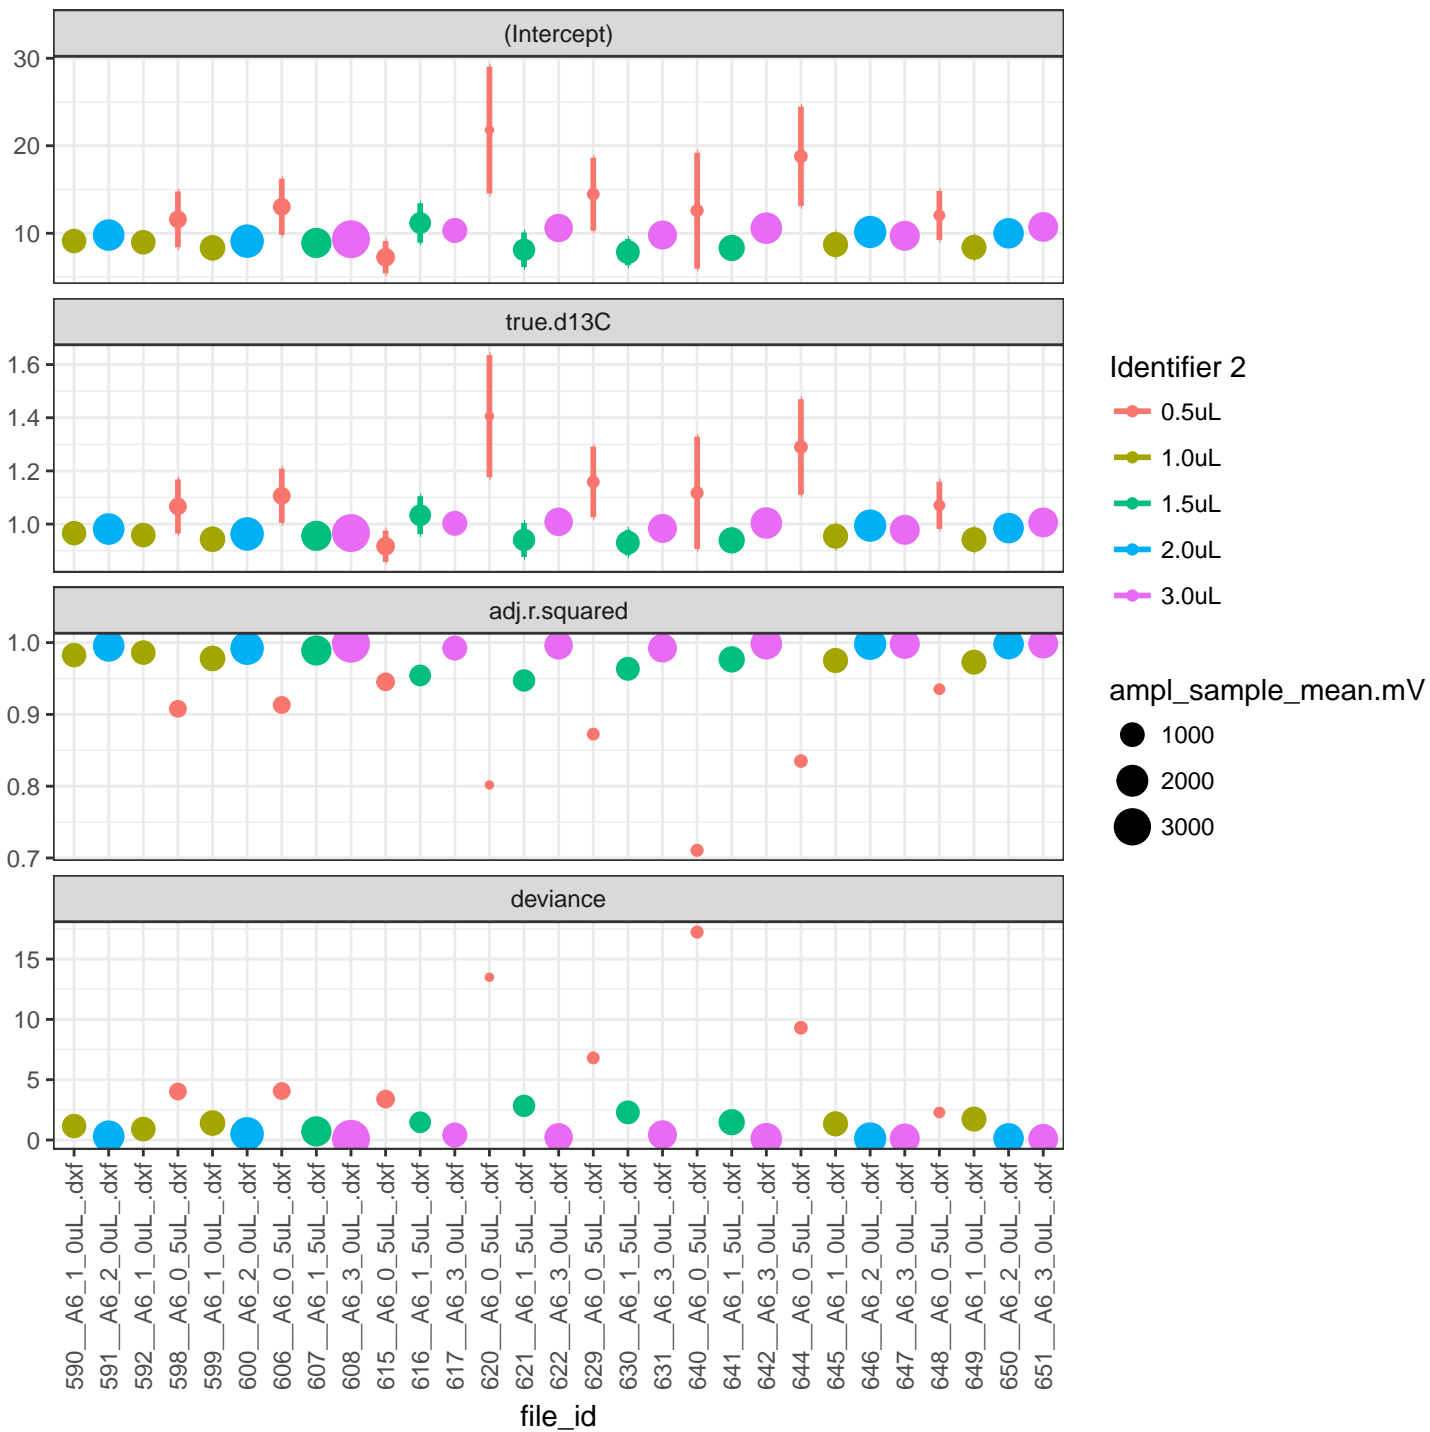 (Intercept)
30
20
10
true.d13C
1.6
1.4
1.2
1.0
adj.r.squared
1.0
0.9
0.8
0.7
deviance
15
10
5
0
590__A6_1_0uL_.dxf
591__A6_2_0uL_.dxf
592__A6_1_0uL_.dxf
598__A6_0_5uL_.dxf
599__A6_1_0uL_.dxf
600__A6_2_0uL_.dxf
606__A6_0_5uL_.dxf
607__A6_1_5uL_.dxf
608__A6_3_0uL_.dxf
615__A6_0_5uL_.dxf
616__A6_1_5uL_.dxf
617__A6_3_0uL_.dxf
620__A6_0_5uL_.dxf
621__A6_1_5uL_.dxf
622__A6_3_0uL_.dxf
629__A6_0_5uL_.dxf
630__A6_1_5uL_.dxf
631__A6_3_0uL_.dxf
640__A6_0_5uL_.dxf
641__A6_1_5uL_.dxf
642__A6_3_0uL_.dxf
644__A6_0_5uL_.dxf
645__A6_1_0uL_.dxf
646__A6_2_0uL_.dxf
647__A6_3_0uL_.dxf
648__A6_0_5uL_.dxf
649__A6_1_0uL_.dxf
650__A6_2_0uL_.dxf
651__A6_3_0uL_.dxf
file_id
Identifier 2
0.5uL
1.0uL
1.5uL
2.0uL
3.0uL
ampl_sample_mean.mV
1000
2000
3000